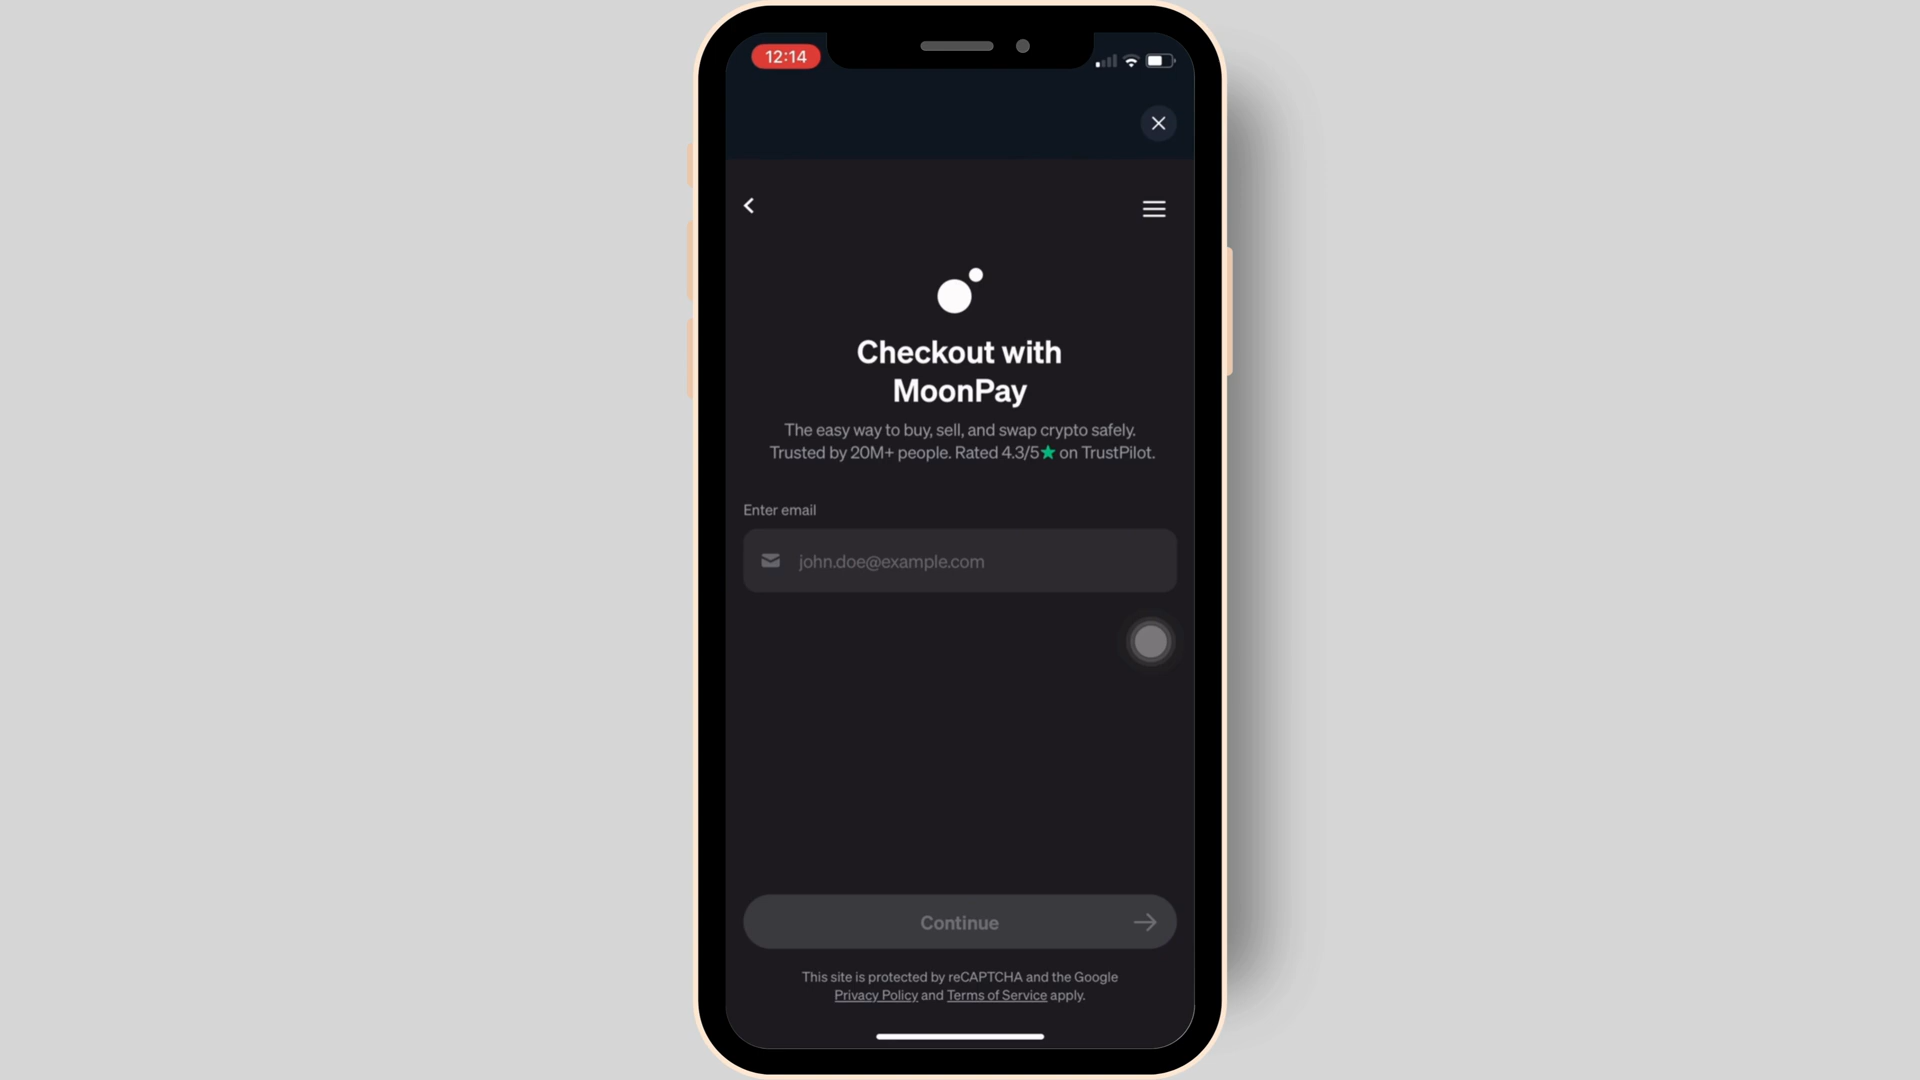 12:14
Checkout with
MoonPay
The easy way to buy, sell, and swap crypto safely.
Trusted by 20M+ people. Rated 4.3/5★ on TrustPilot.
Enter email
john.doe@example.com
Continue
This site is protected by reCAPTCHA and the Google
Privacy Policy and Terms of Service apply.